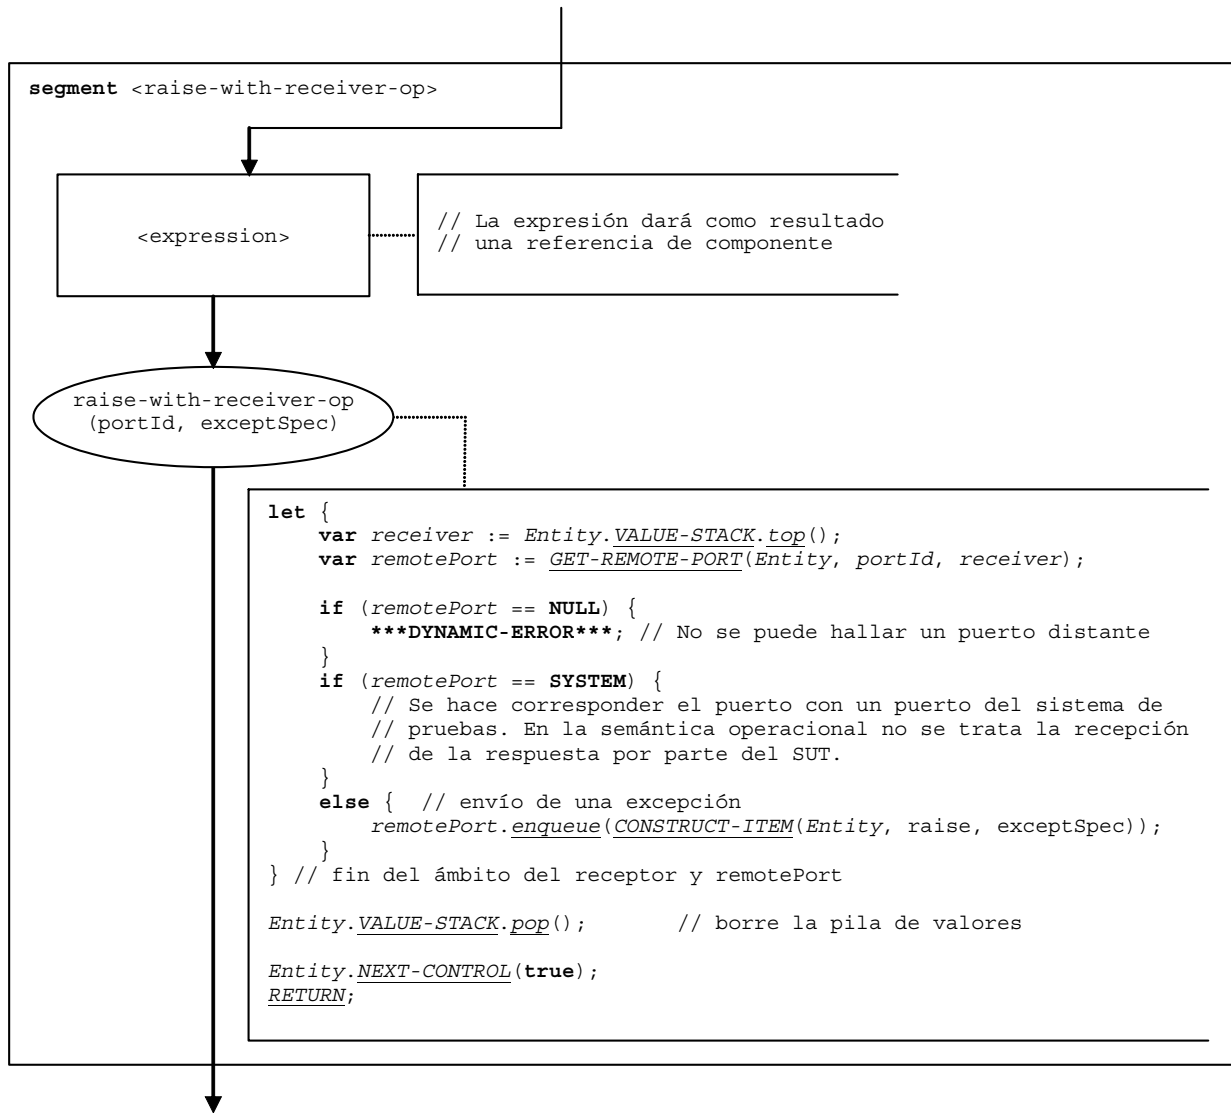 segment <raise-with-receiver-op>
<expression>
// La expresión dará como resultado
// una referencia de componente
raise-with-receiver-op
(portId, exceptSpec)
let {
var receiver := Entity.VALUE-STACK.top();
var remotePort := GET-REMOTE-PORT(Entity, portId, receiver);
if (remotePort == NULL) {
***DYNAMIC-ERROR***; // No se puede hallar un puerto distante
}
if (remotePort == SYSTEM) {
// Se hace corresponder el puerto con un puerto del sistema de
// pruebas. En la semántica operacional no se trata la recepción
// de la respuesta por parte del SUT.
}
else { // envío de una excepción
remotePort.enqueue(CONSTRUCT-ITEM(Entity, raise, exceptSpec));
}
} // fin del ámbito del receptor y remotePort
Entity.VALUE-STACK.pop(); // borre la pila de valores
Entity.NEXT-CONTROL(true);
RETURN;